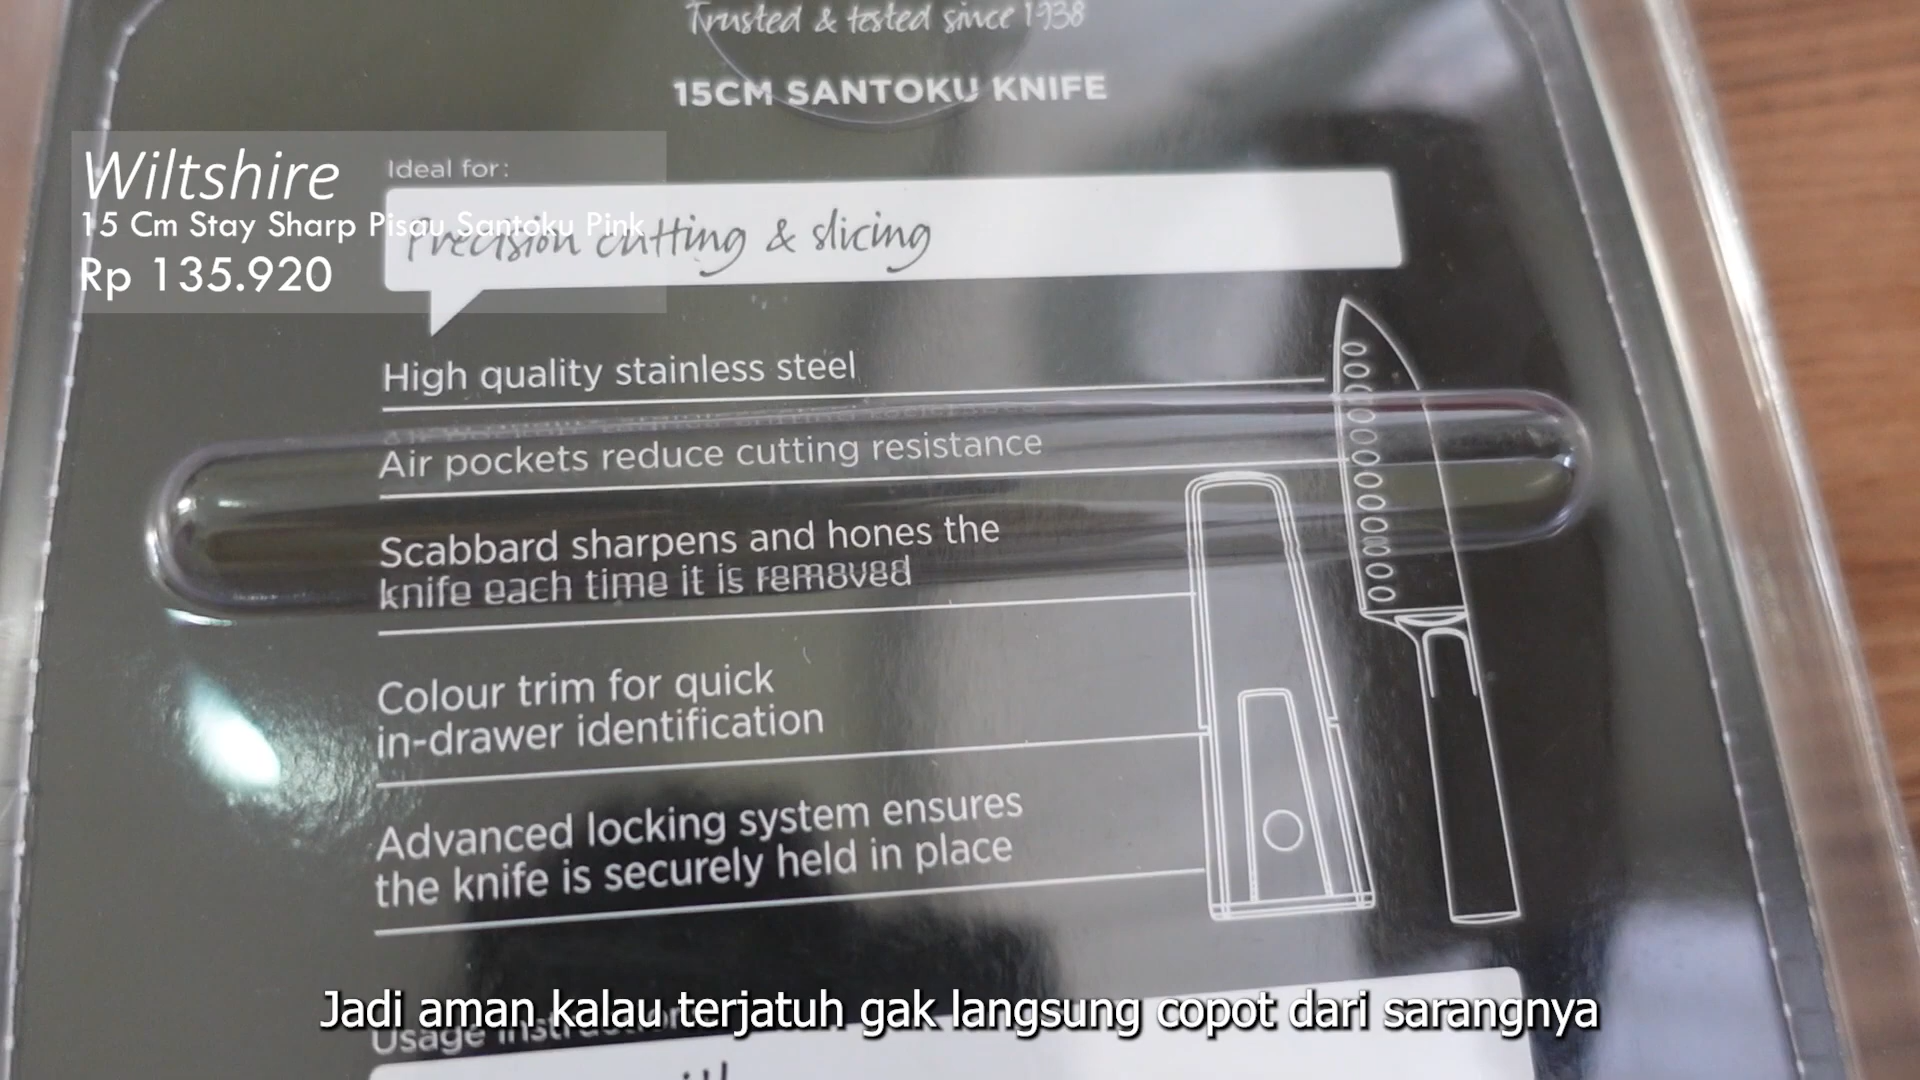 Trusted & tested since 1938
15CM SANTOKU KNIFE
Wiltshire
15 Cm Stay Sharp Pisau Santoku Pink
Rp 135.920
Ideal for:
Precision cutting & slicing
High quality stainless steel
Air pockets reduce cutting resistance
Scabbard sharpens and hones the
knife each time it is removed
Colour trim for quick
in-drawer identification
Advanced locking system ensures
the knife is securely held in place
Usage instructions
Jadi aman kalau terjatuh gak langsung copot dari sarangnya